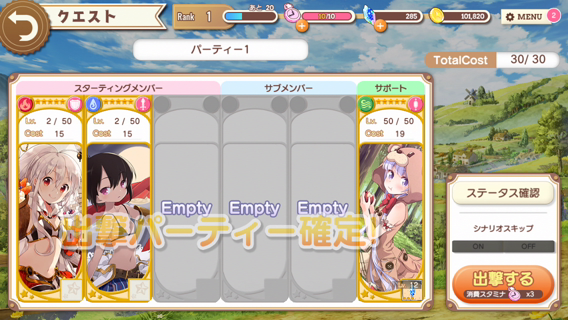 クエスト
Rank 1
あと 20
10/10
285
101,820
MENU 2
パーティー1
TotalCost 30/ 30
スターティングメンバー
サブメンバー
サポート
Lv. 2 / 50
Cost 15
Lv. 2 / 50
Cost 15
Lv. 50 / 50
Cost 19
Empty
Empty
Empty
出撃パーティー確定!
Lv. 12
ステータス確認
シナリオスキップ
ON OFF
出撃する
消費スタミナ x3